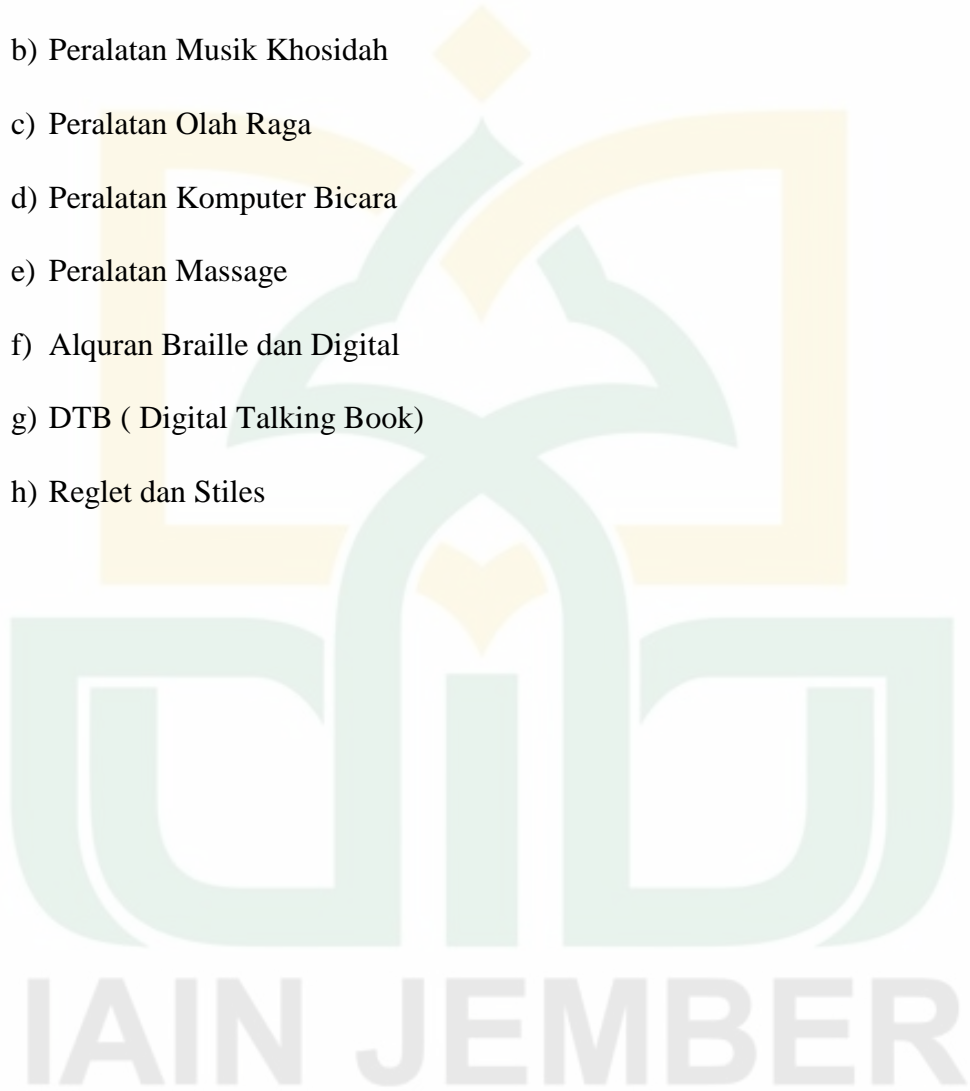 b) Peralatan Musik Khosidah
c) Peralatan Olah Raga
d) Peralatan Komputer Bicara
e) Peralatan Massage
f) Alquran Braille dan Digital
g) DTB ( Digital Talking Book)
h) Reglet dan Stiles
IAIN JEMBER